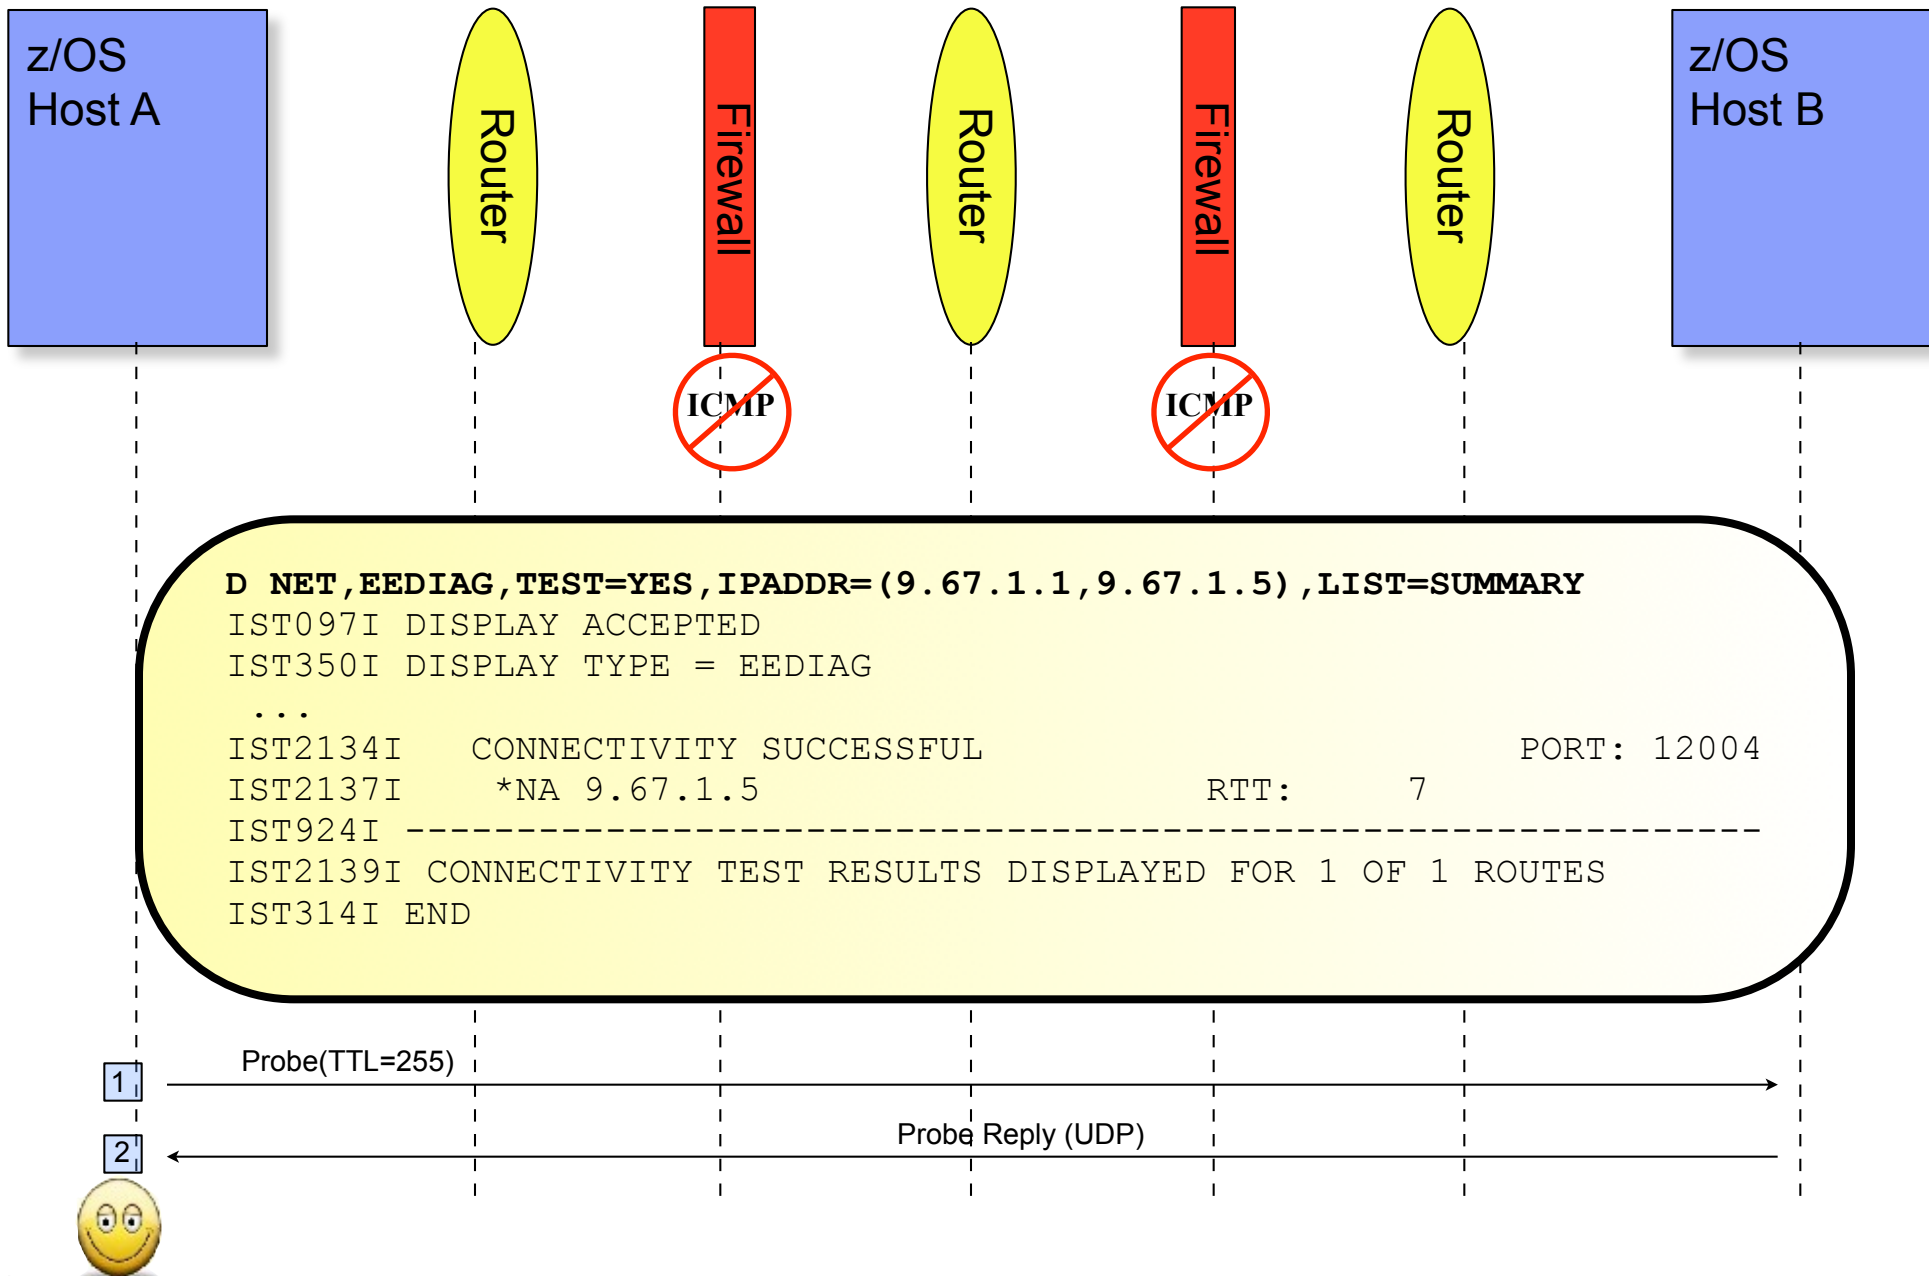 z/OS
Host A
Router
Firewall
Router
Firewall
Router
z/OS
Host B
ICMP
ICMP
D NET,EEDIAG,TEST=YES,IPADDR=(9.67.1.1,9.67.1.5),LIST=SUMMARY
IST097I DISPLAY ACCEPTED
IST350I DISPLAY TYPE = EEDIAG
...
IST2134I   CONNECTIVITY SUCCESSFUL                      PORT: 12004
IST2137I    *NA 9.67.1.5                   RTT:     7
IST924I -------------------------------------------------------------
IST2139I CONNECTIVITY TEST RESULTS DISPLAYED FOR 1 OF 1 ROUTES
IST314I END
Probe(TTL=255)
1
Probe Reply (UDP)
2